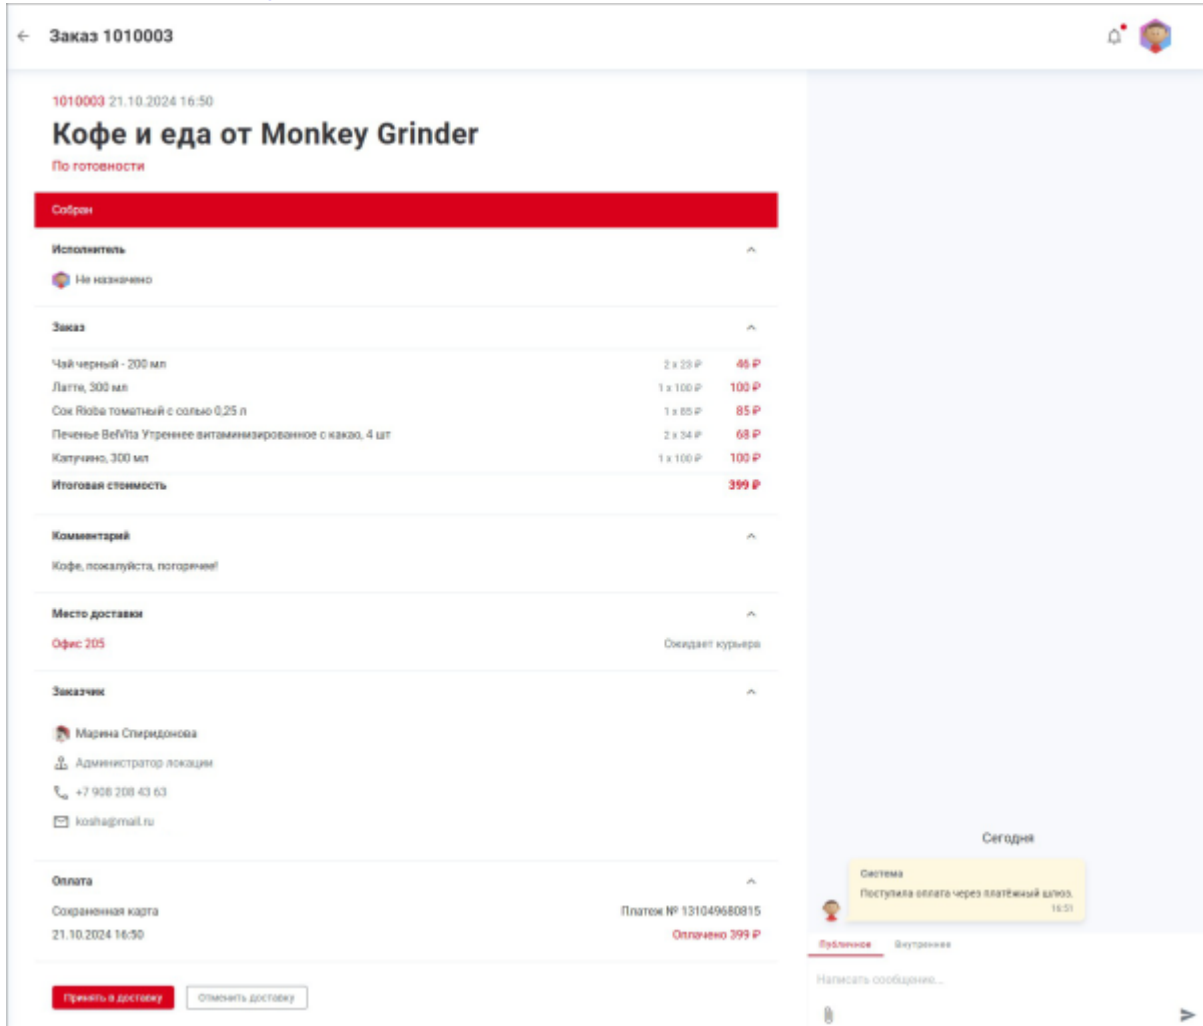 Заказ 1010003
1010003 21.10.2024 16:50
Кофе и еда от Monkey Grinder
По готовности
Собран
Исполнитель
Не назначено
Заказ
Чай черный - 200 мл 2 x 23 ₽ 46 ₽
Латте, 300 мл 1 x 100 ₽ 100 ₽
Сок Rioba томатный с солью 0,25 л 1 x 85 ₽ 85 ₽
Печенье BelVita Утреннее витаминизированное с какао, 4 шт 2 x 34 ₽ 68 ₽
Капучино, 300 мл 1 x 100 ₽ 100 ₽
Итоговая стоимость 399 ₽
Комментарий
Кофе, пожалуйста, погорячее!
Место доставки
Офис 205 Ожидает курьера
Заказчик
Марина Спиридонова
Администратор локации
+7 908 208 43 63
kosha@mail.ru
Оплата
Сохраненная карта Платеж № 131049680815
21.10.2024 16:50 Оплачено 399 ₽
Принять в доставку Отменить доставку
Сегодня
Система
Поступила оплата через платёжный шлюз.
16:51
Публичное Внутреннее
Написать сообщение...